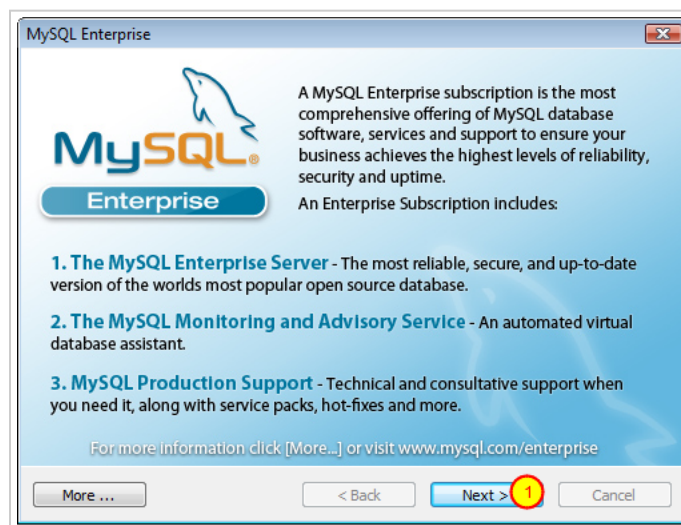 MySQL Enterprise
A MySQL Enterprise subscription is the most
comprehensive offering of MySQL database
software, services and support to ensure your
business achieves the highest levels of reliability,
security and uptime.
MySQL®
Enterprise
An Enterprise Subscription includes:
1. The MySQL Enterprise Server - The most reliable, secure, and up-to-date
version of the worlds most popular open source database.
2. The MySQL Monitoring and Advisory Service - An automated virtual
database assistant.
3. MySQL Production Support - Technical and consultative support when
you need it, along with service packs, hot-fixes and more.
For more information click [More...] or visit www.mysql.com/enterprise
More ...
< Back
Next >
1
Cancel